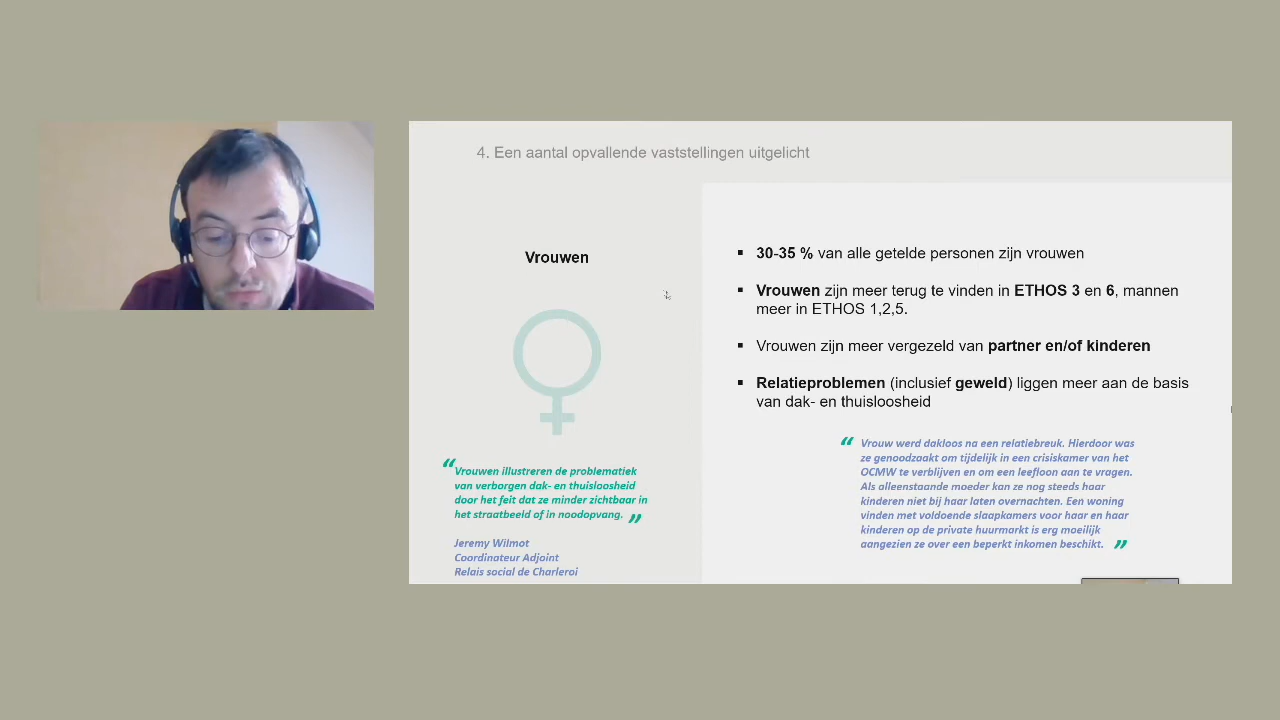 4. Een aantal opvallende vaststellingen uitgelicht
Vrouwen
“
Vrouwen illustreren de problematiek
van verborgen dak- en thuisloosheid
door het feit dat ze minder zichtbaar in
het straatbeeld of in noodopvang. ”
Jeremy Wilmot
Coordinateur Adjoint
Relais social de Charleroi
▪ 30-35 % van alle getelde personen zijn vrouwen
▪ Vrouwen zijn meer terug te vinden in ETHOS 3 en 6, mannen
meer in ETHOS 1,2,5.
▪ Vrouwen zijn meer vergezeld van partner en/of kinderen
▪ Relatieproblemen (inclusief geweld) liggen meer aan de basis
van dak- en thuisloosheid
“ Vrouw werd dakloos na een relatiebreuk. Hierdoor was
ze genoodzaakt om tijdelijk in een crisiskamer van het
OCMW te verblijven en om een leefloon aan te vragen.
Als alleenstaande moeder kan ze nog steeds haar
kinderen niet bij haar laten overnachten. Een woning
vinden met voldoende slaapkamers voor haar en haar
kinderen op de private huurmarkt is erg moeilijk
aangezien ze over een beperkt inkomen beschikt. ”